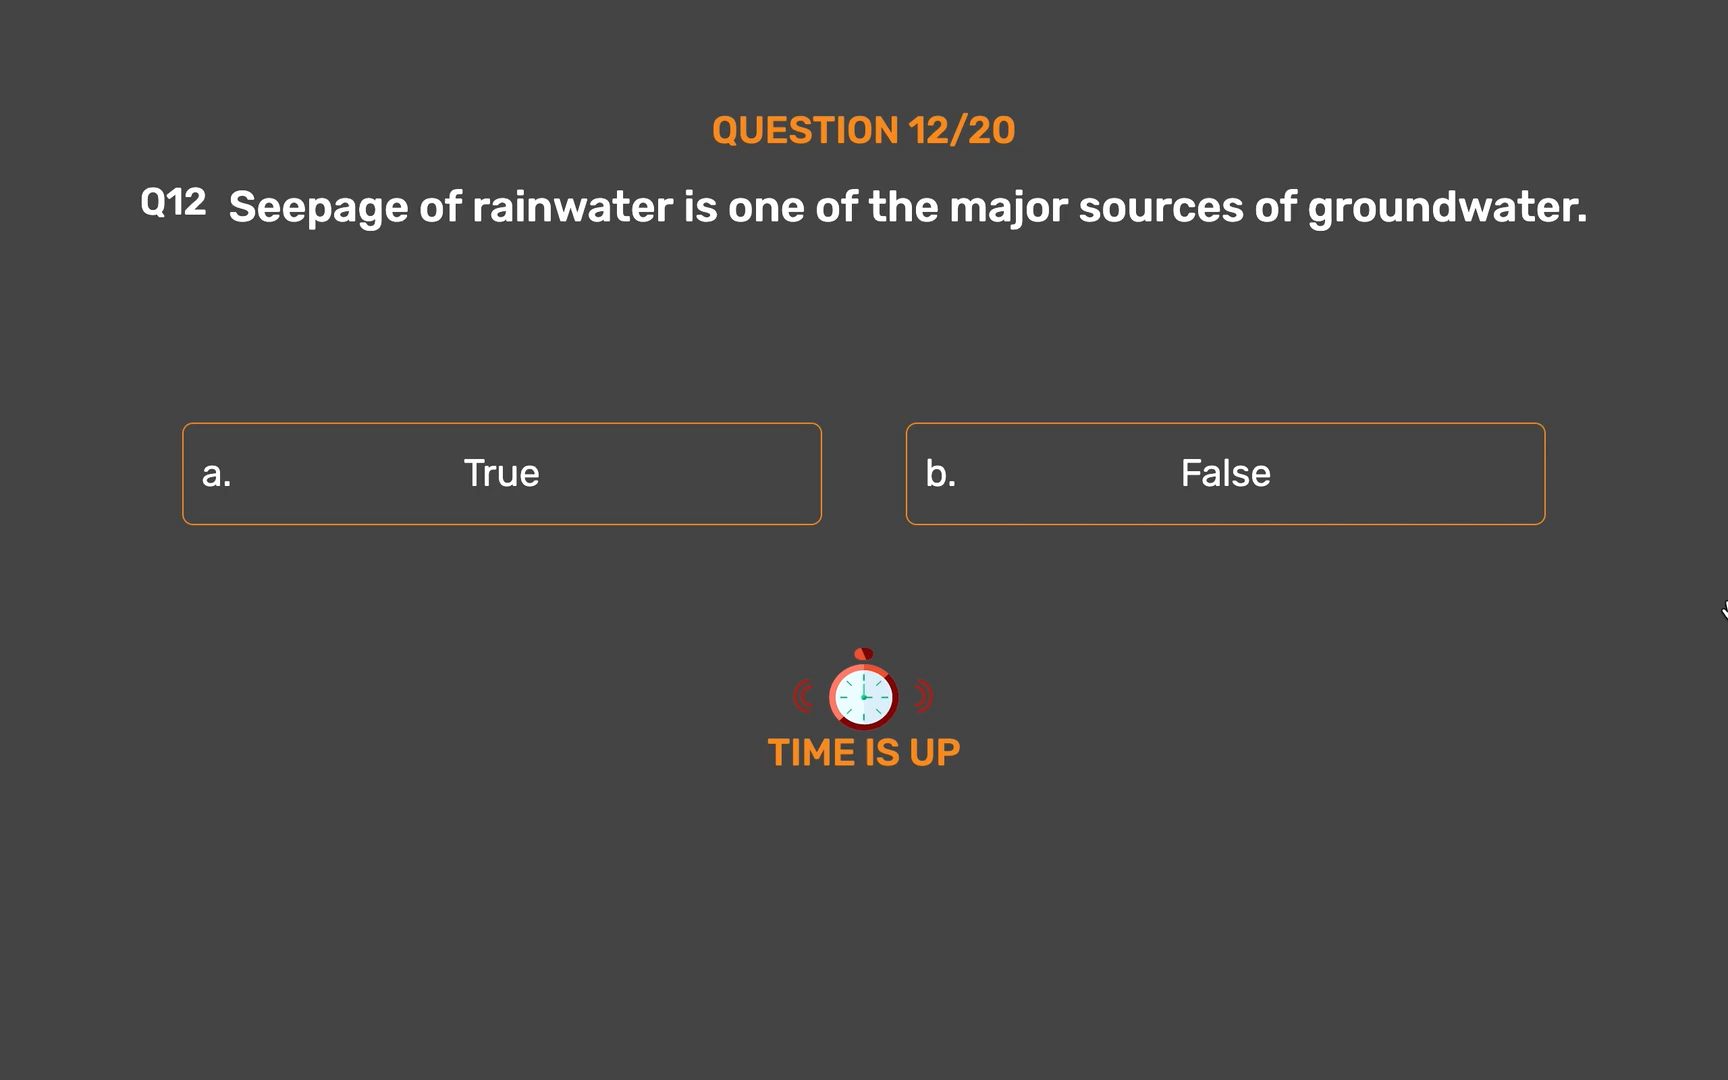 QUESTION 12/20
Q12 Seepage of rainwater is one of the major sources of groundwater.
a. True
b. False
TIME IS UP